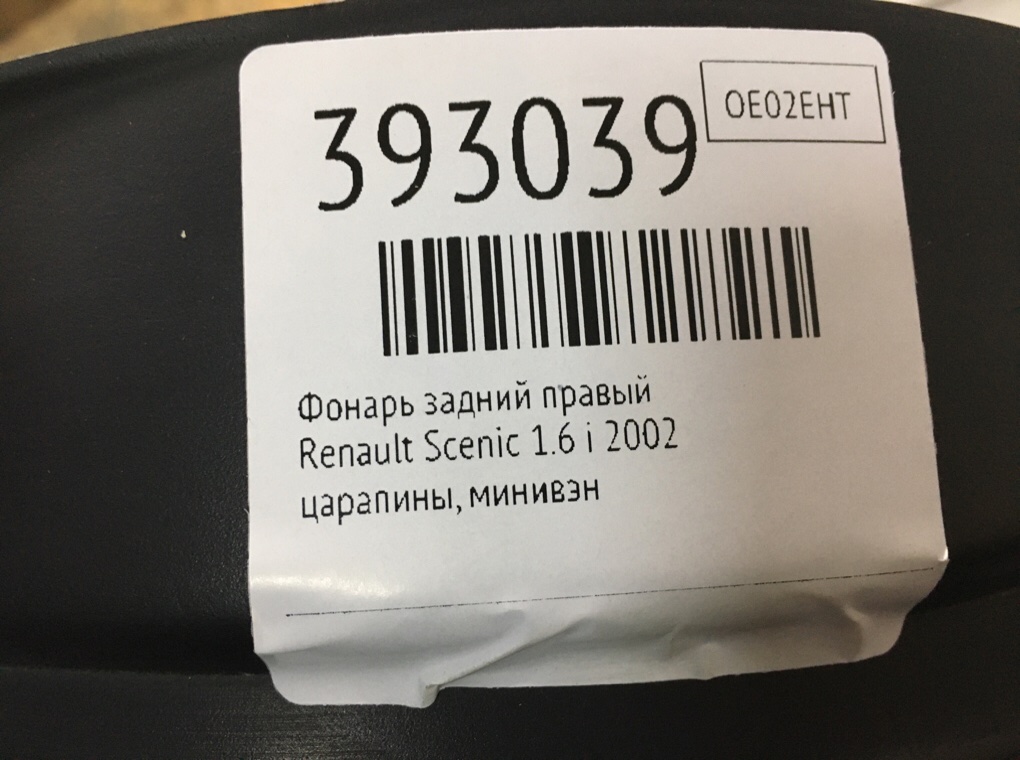 393039
OE02EHT
Фонарь задний правый
Renault Scenic 1.6 i 2002
царапины, минивэн